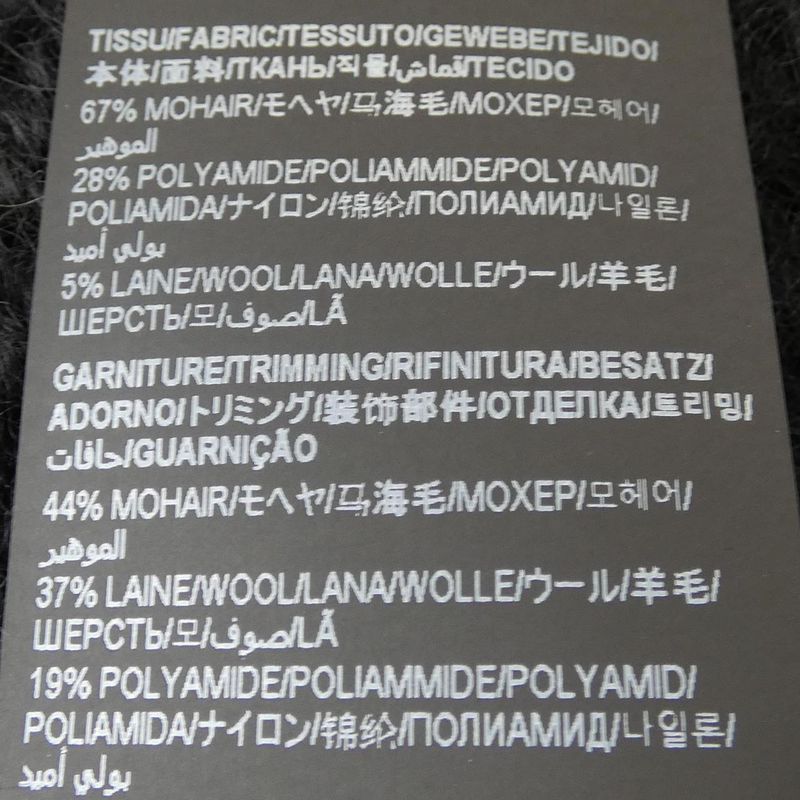 TISSU/FABRIC/TESSUTO/GEWEBE/TEJIDO/
本体/面料/ТКАНЬ/직물/قماش/TECIDO
67% MOHAIR/モヘヤ/马海毛/МОХЕР/모헤어/
الموهير
28% POLYAMIDE/POLIAMMIDE/POLYAMID/
POLIAMIDA/ナイロン/锦纶/ПОЛИАМИД/나일론/
بولي أميد
5% LAINE/WOOL/LANA/WOLLE/ウール/羊毛/
ШЕРСТЬ/모/صوف/LÃ
GARNITURE/TRIMMING/RIFINITURA/BESATZ/
ADORNO/トリミング/装饰部件/ОТДЕЛКА/트리밍/
حافات/GUARNIÇÃO
44% MOHAIR/モヘヤ/马海毛/МОХЕР/모헤어/
الموهير
37% LAINE/WOOL/LANA/WOLLE/ウール/羊毛/
ШЕРСТЬ/모/صوف/LÃ
19% POLYAMIDE/POLIAMMIDE/POLYAMID/
POLIAMIDA/ナイロン/锦纶/ПОЛИАМИД/나일론/
بولي أميد